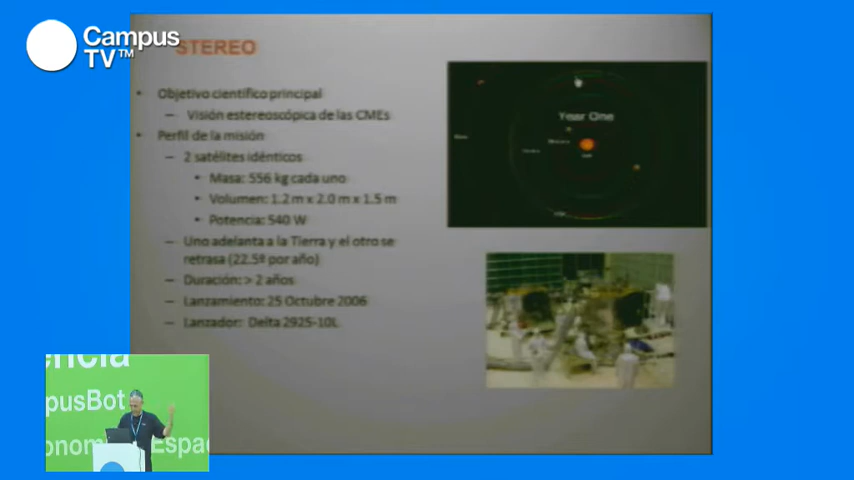 Campus
TV™
STEREO
• Objetivo científico principal
– Visión estereoscópica de las CMEs
• Perfil de la misión
– 2 satélites idénticos
• Masa: 556 kg cada uno
• Volumen: 1.2 m x 2.0 m x 1.5 m
• Potencia: 540 W
– Uno adelanta a la Tierra y el otro se
retrasa (22.5º por año)
– Duración: > 2 años
– Lanzamiento: 25 Octubre 2006
– Lanzador: Delta 2925-10L
Year One
encia
pusBot
onom
Espa